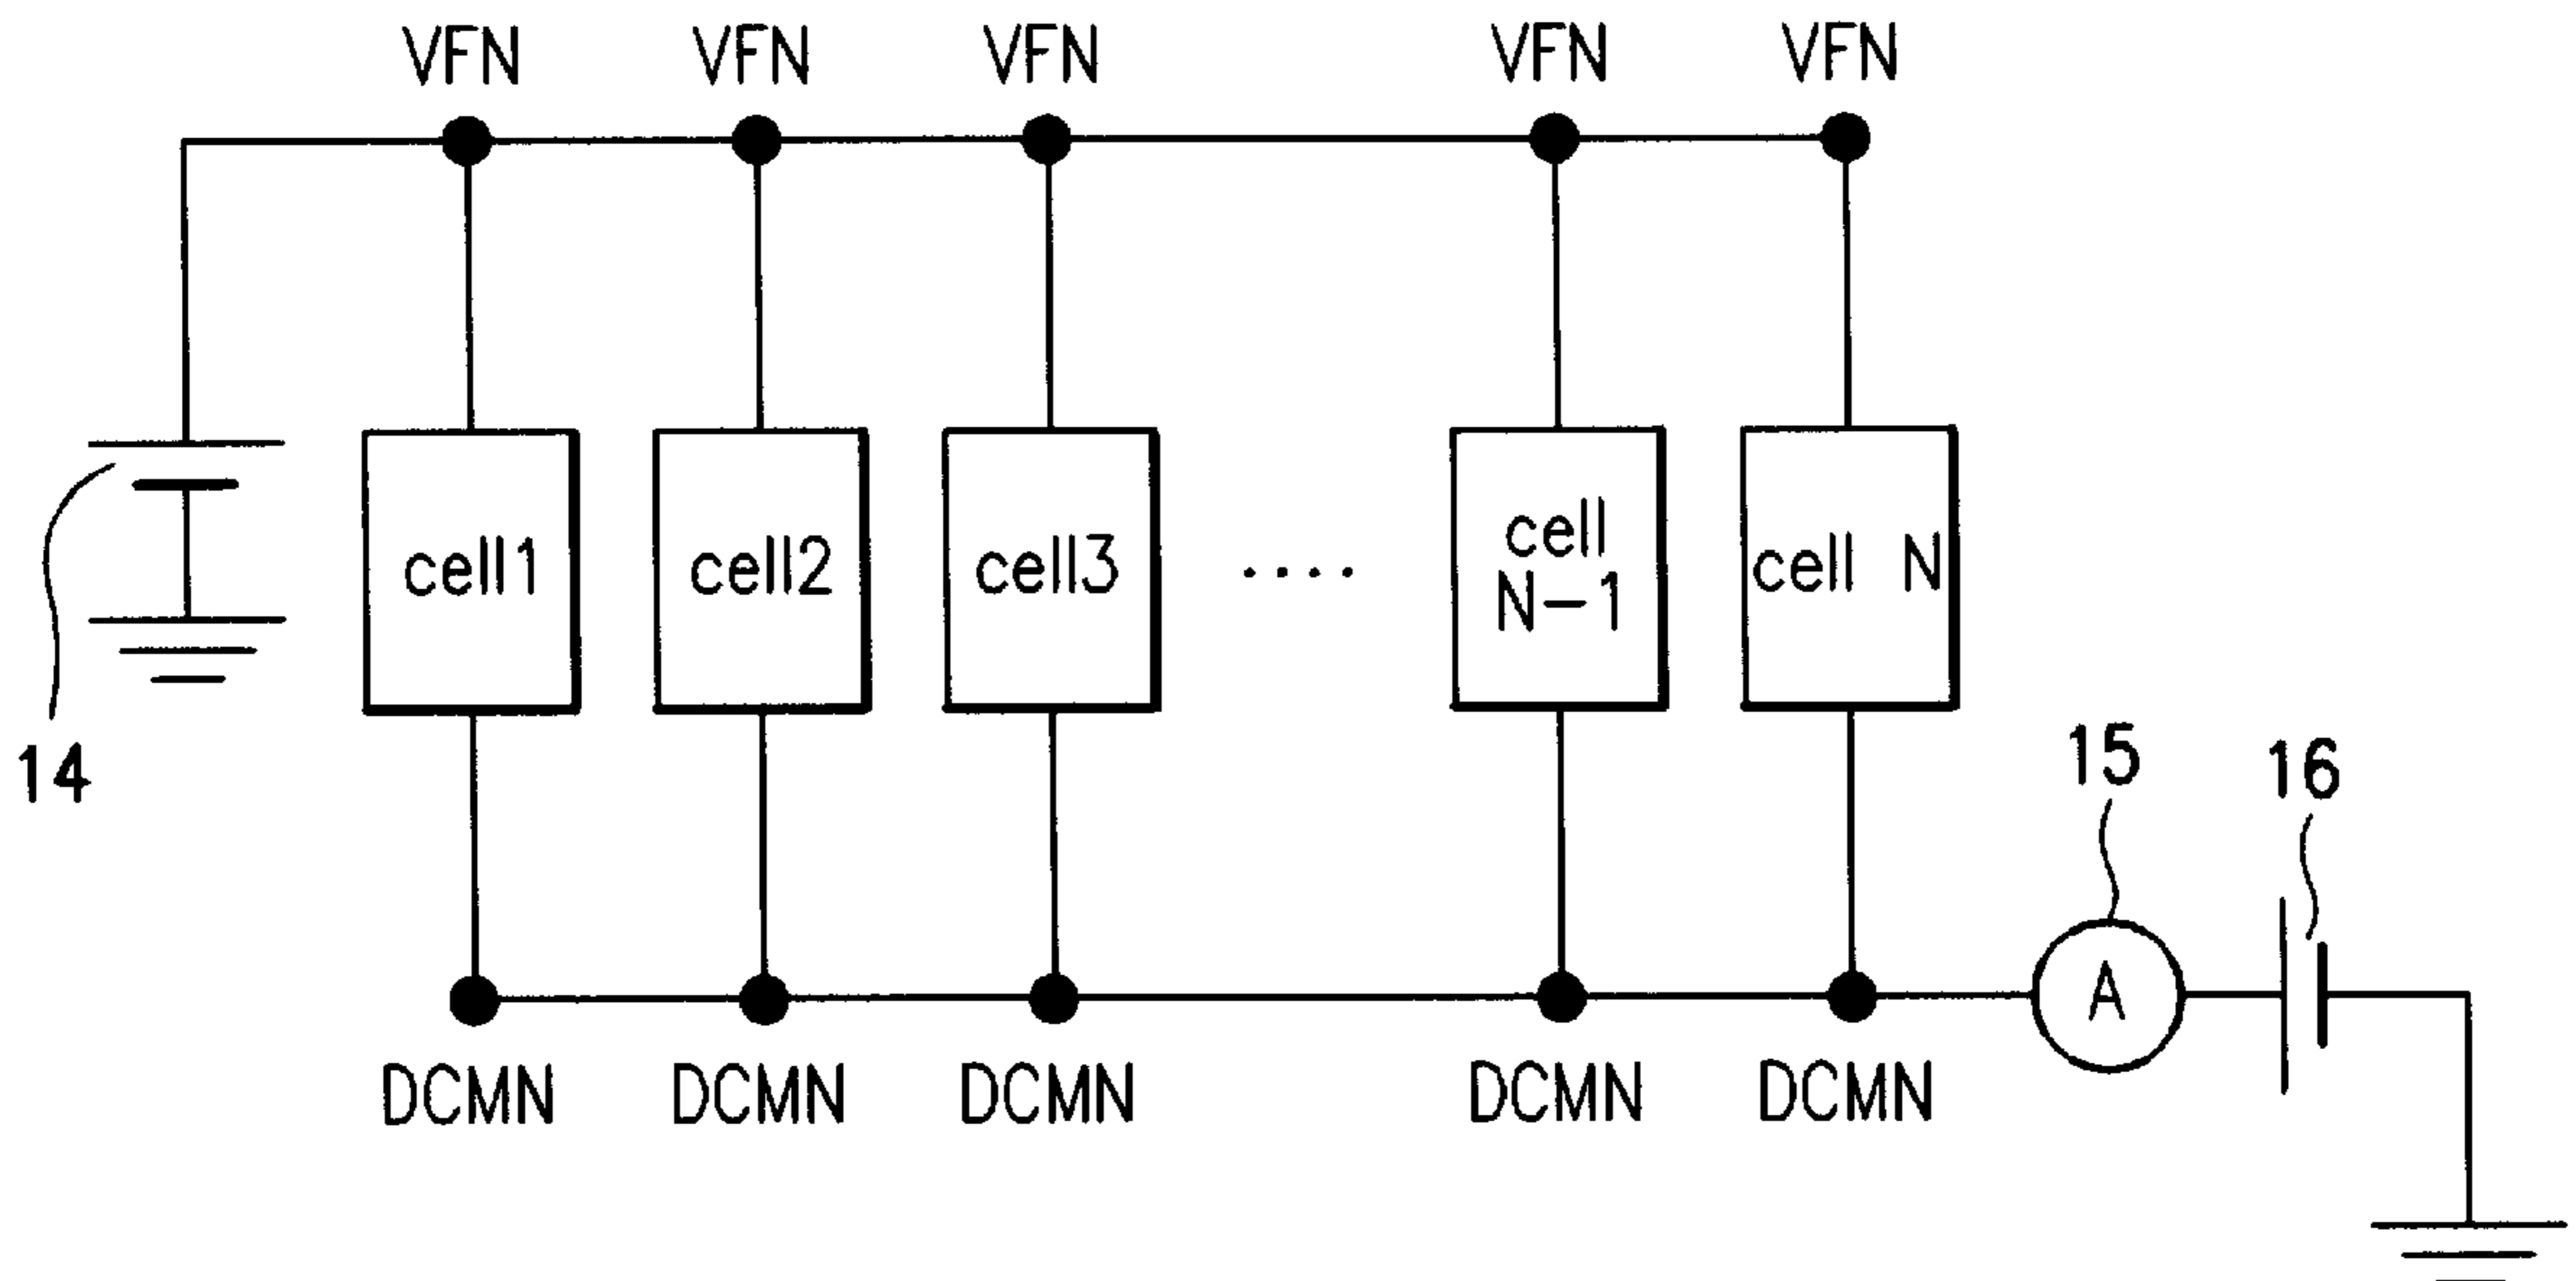 VFN VFN VFN VFN VFN
cell1 cell2 cell3 .... cell
N-1 cell N
14
15 16
A
DCMN DCMN DCMN DCMN DCMN